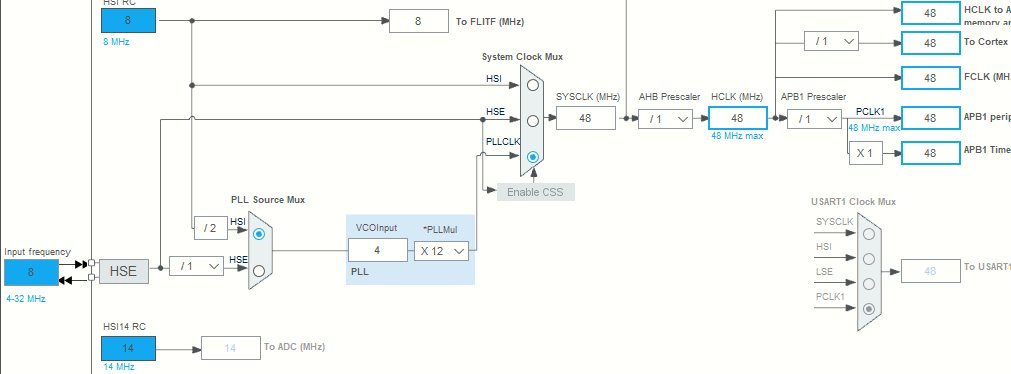 HSI RC
8
8 MHz
8
To FLITF (MHz)
System Clock Mux
HSI
HSE
PLLCLK
Enable CSS
SYSCLK (MHz)
48
AHB Prescaler
/ 1
HCLK (MHz)
48
48 MHz max
APB1 Prescaler
/ 1
48
HCLK to A
memory ar
/ 1
48
To Cortex
48
FCLK (MH
PCLK1
48 MHz max
48
APB1 perip
X 1
48
APB1 Time
PLL Source Mux
/ 2
HSI
HSE
/ 1
Input frequency
8
4-32 MHz
HSE
VCOInput
4
*PLLMul
X 12
PLL
USART1 Clock Mux
SYSCLK
HSI
LSE
PCLK1
48
To USART1
HSI14 RC
14
14 MHz
14
To ADC (MHz)